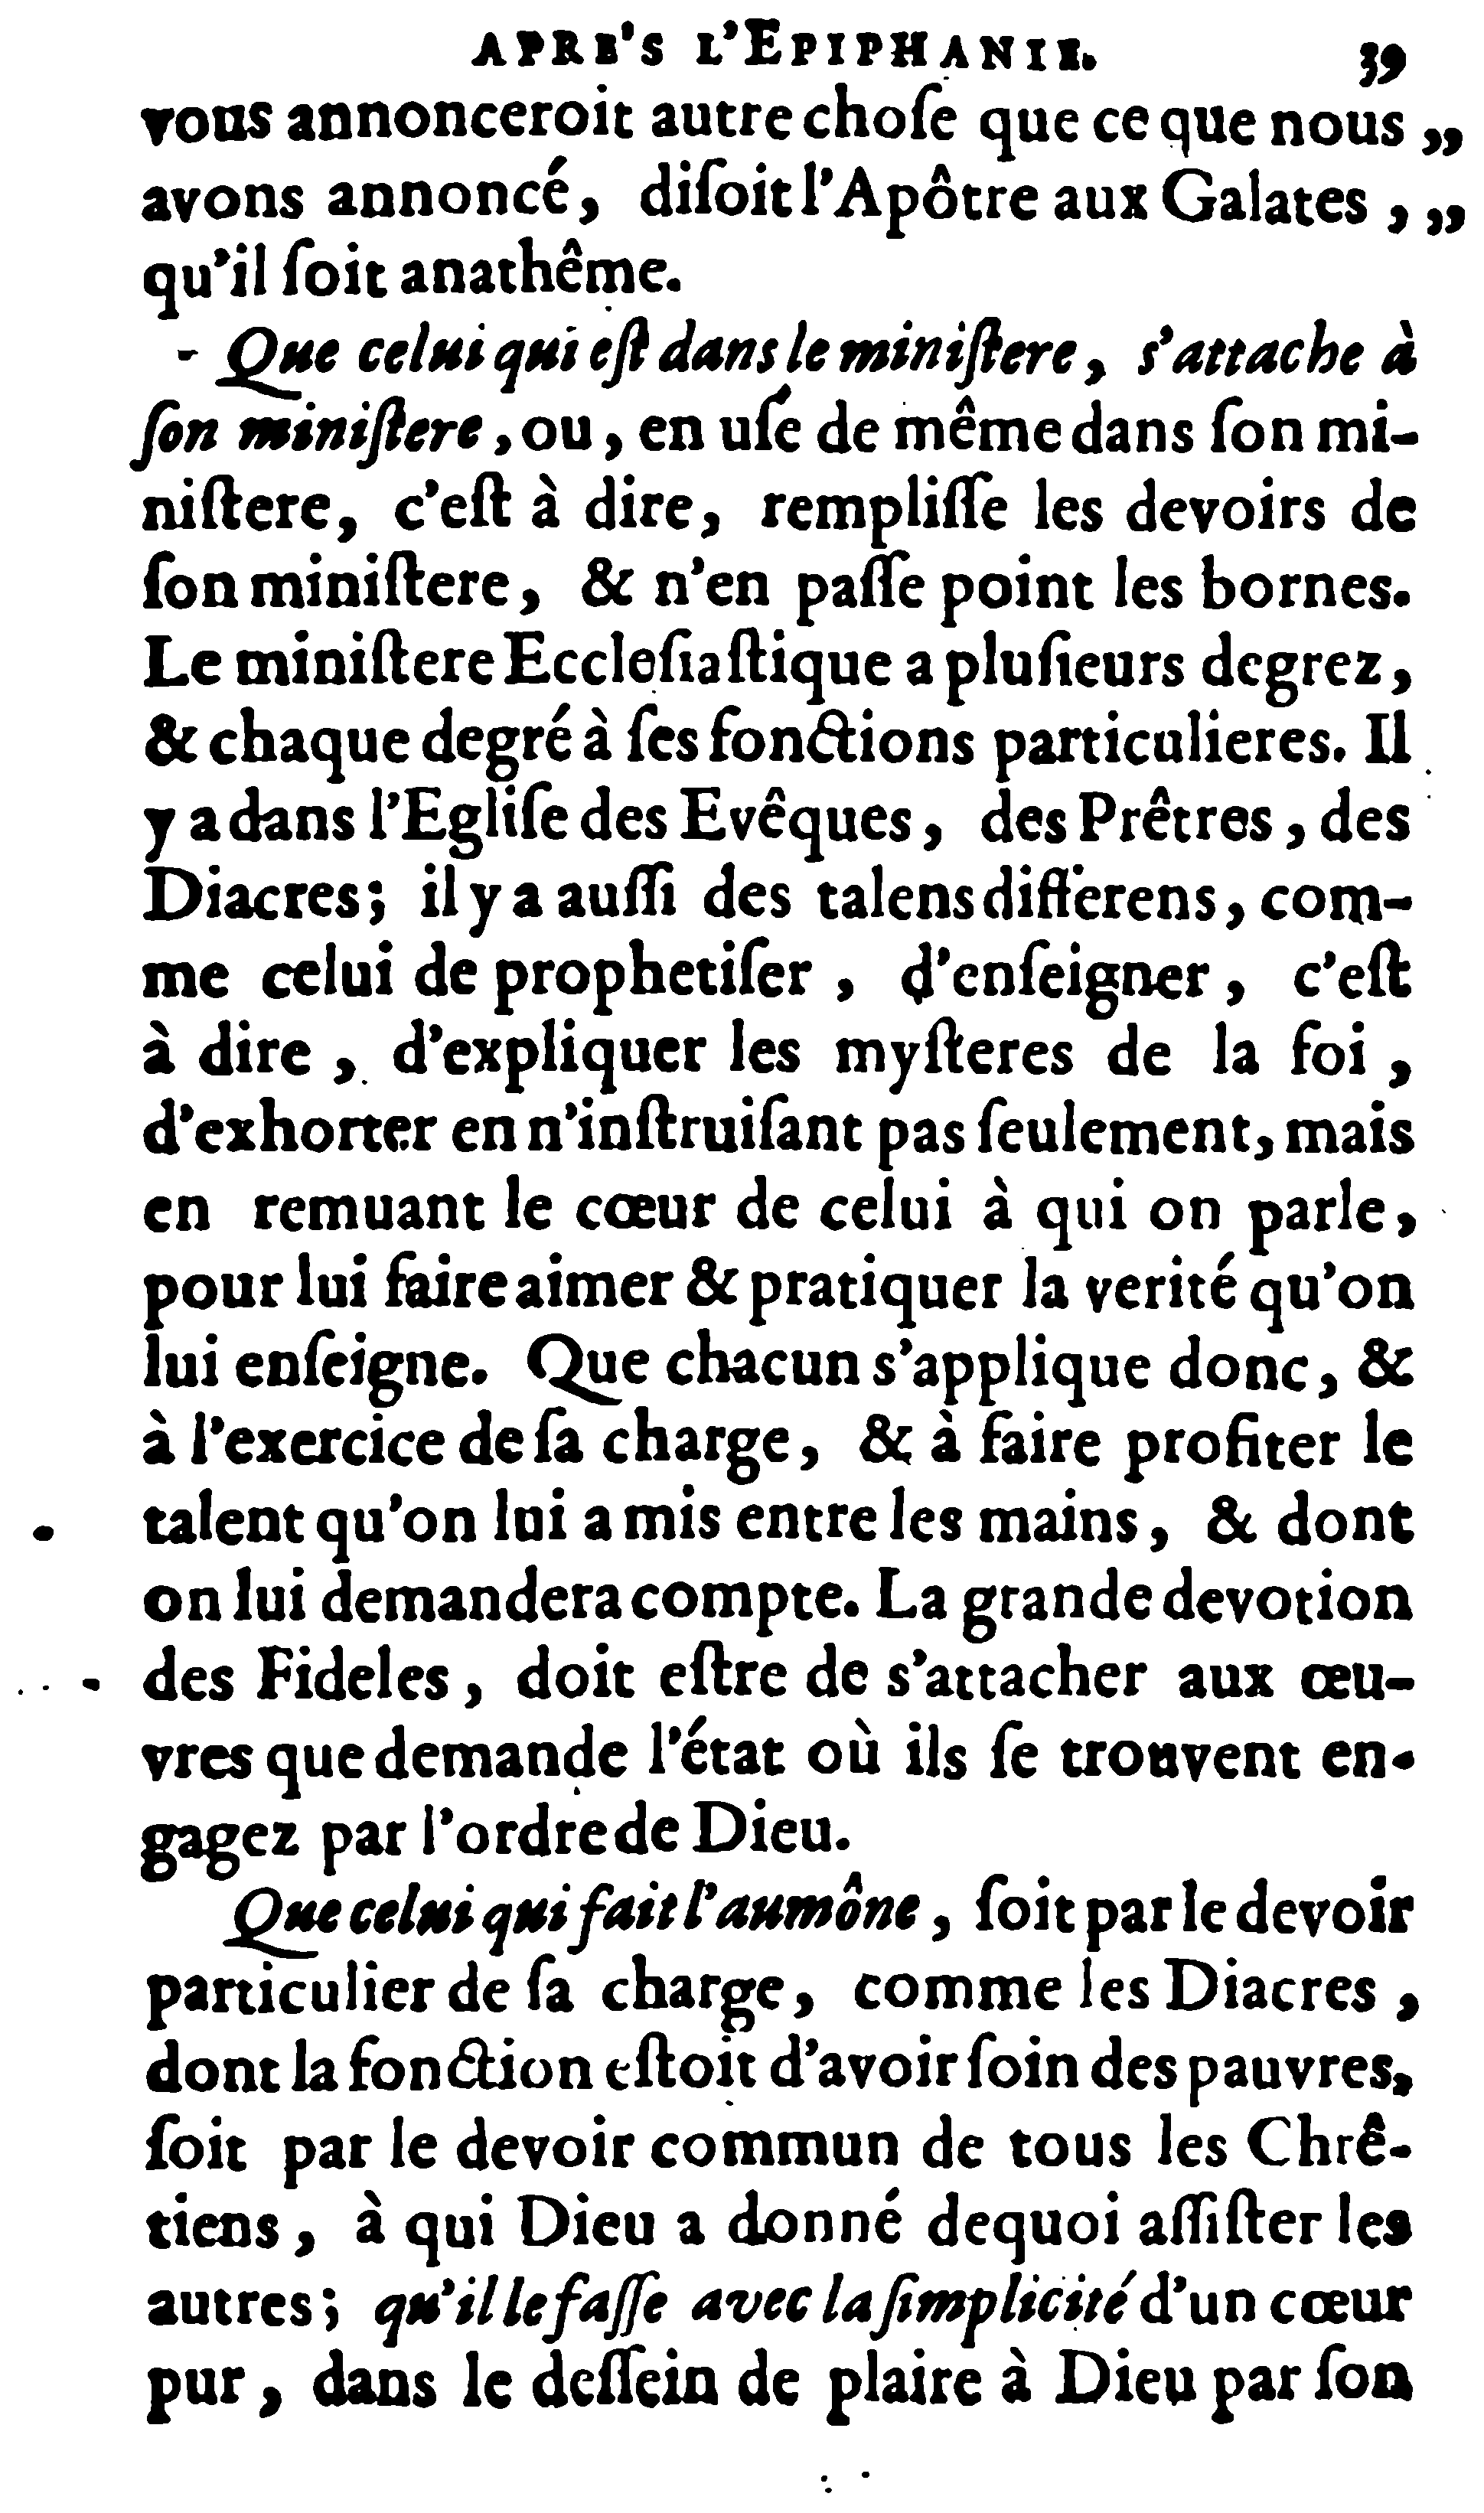 APRE'S L'EPIPHANIE. 39
vous annonceroit autre choſe que ce que nous „
avons annoncé, diſoit l'Apôtre aux Galates, „
qu'il ſoit anathême.
- Que celui qui eſt dans le miniſtere, s'attache à
ſon miniſtere, ou, en uſe de même dans ſon mi-
niſtere, c'eſt à dire, rempliſſe les devoirs de
ſon miniſtere, & n'en paſſe point les bornes.
Le miniſtere Eccleſiaſtique a pluſieurs degrez,
& chaque degré à ſes fonctions particulieres. Il
y a dans l'Egliſe des Evêques, des Prêtres, des
Diacres; il y a auſſi des talens differens, com-
me celui de prophetiſer, d'enſeigner, c'eſt
à dire, d'expliquer les myſteres de la foi,
d'exhorter en n'inſtruiſant pas ſeulement, mais
en remuant le cœur de celui à qui on parle,
pour lui faire aimer & pratiquer la verité qu'on
lui enſeigne. Que chacun s'applique donc, &
à l'exercice de ſa charge, & à faire profiter le
talent qu'on lui a mis entre les mains, & dont
on lui demandera compte. La grande devotion
des Fideles, doit eſtre de s'attacher aux œu-
vres que demande l'état où ils ſe trouvent en-
gagez par l'ordre de Dieu.
Que celui qui fait l'aumône, ſoit par le devoir
particulier de ſa charge, comme les Diacres,
dont la fonction eſtoit d'avoir ſoin des pauvres,
ſoit par le devoir commun de tous les Chrê-
tiens, à qui Dieu a donné dequoi aſſiſter les
autres; qu'il le faſſe avec la ſimplicité d'un cœur
pur, dans le deſſein de plaire à Dieu par ſon